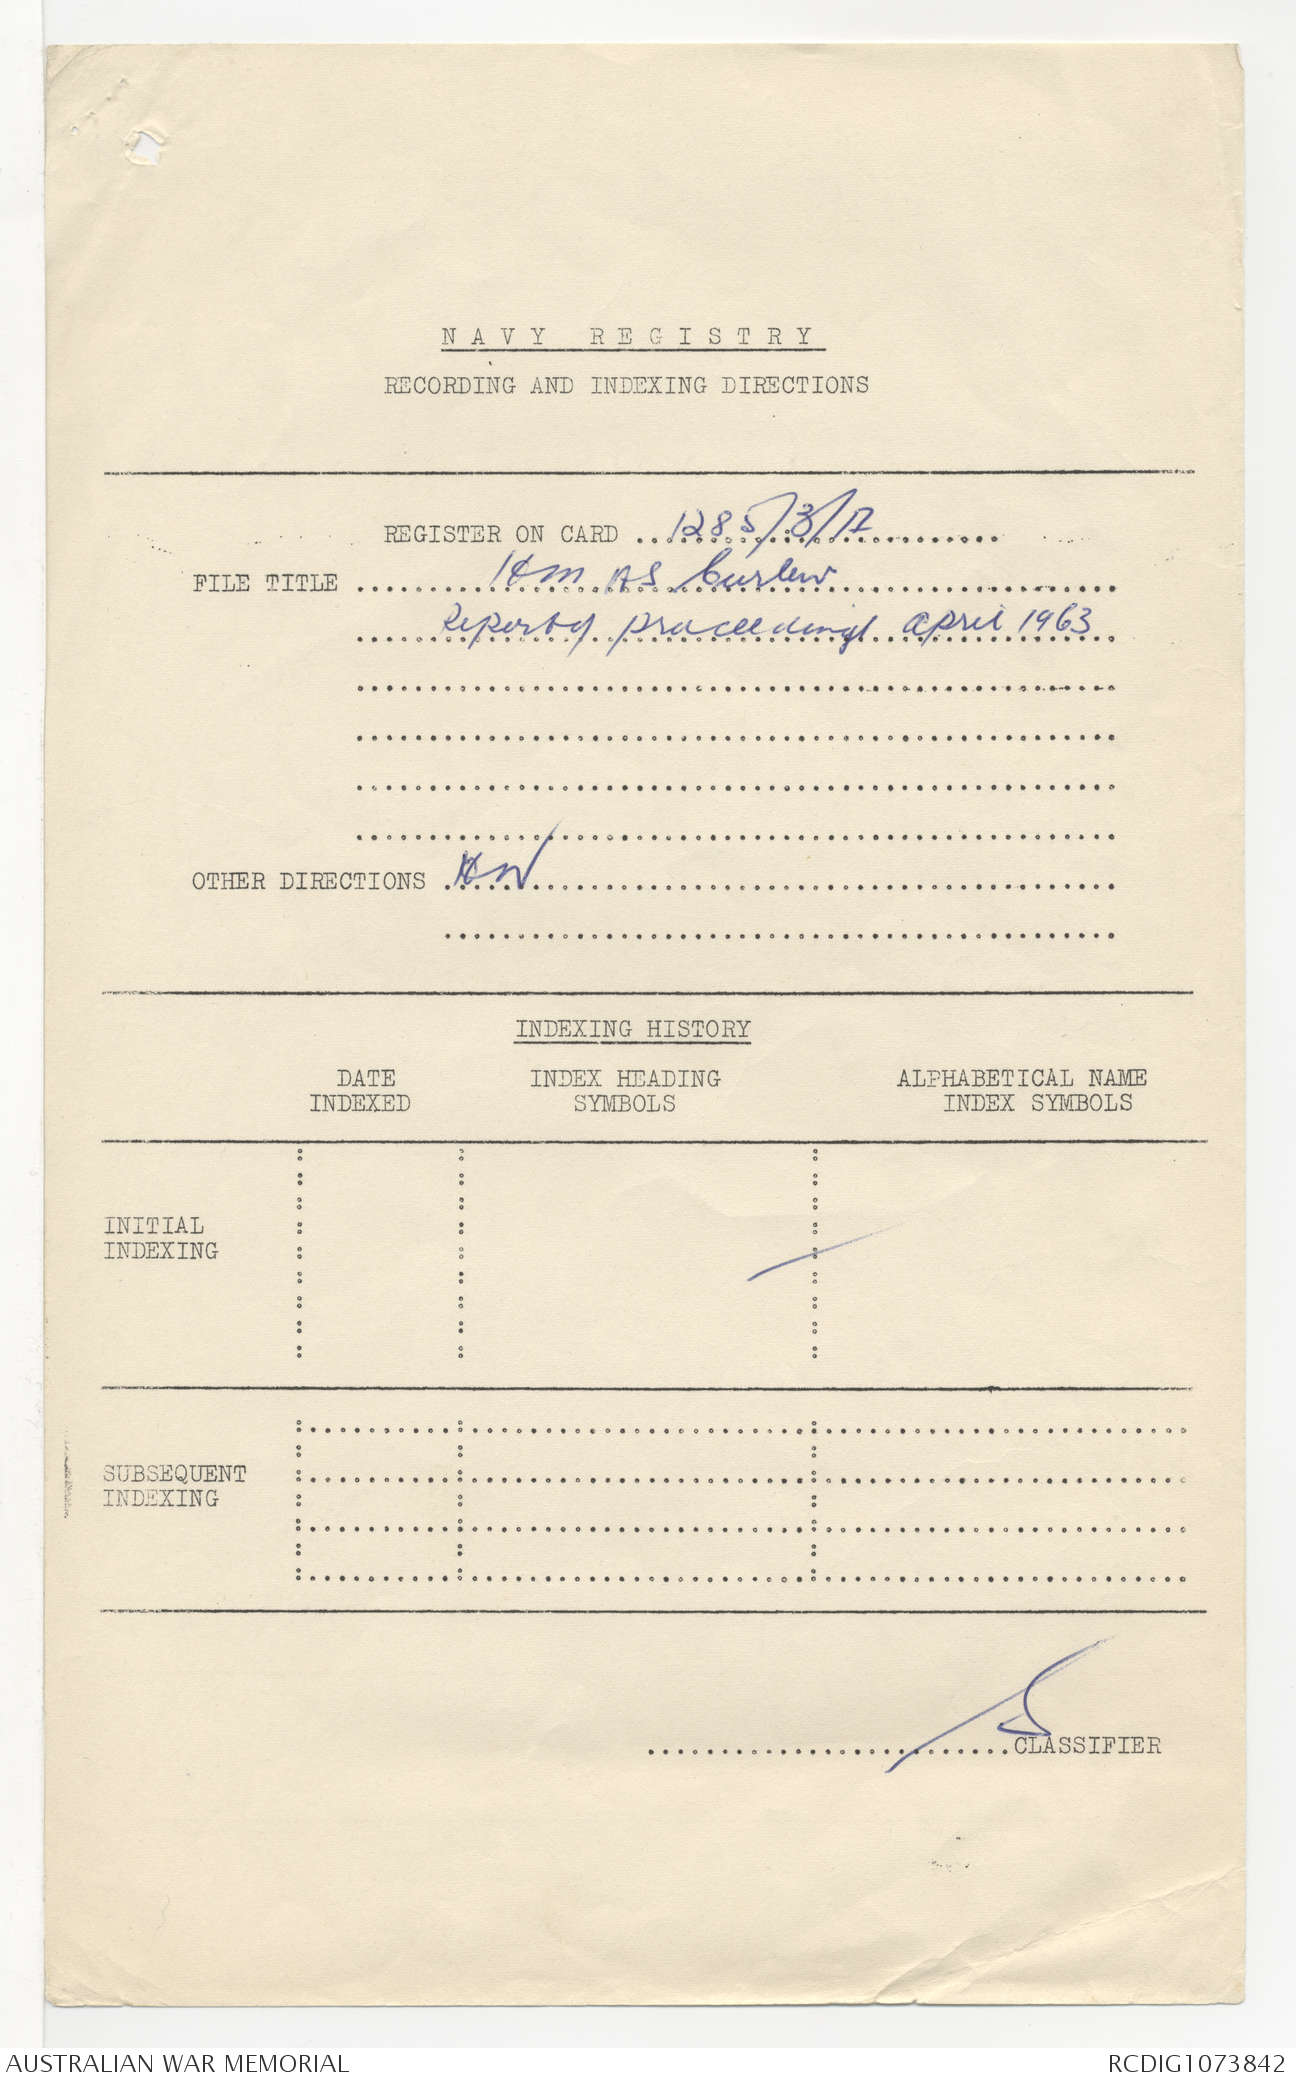 NAVY REGISTRY
RECORDING AND INDEXING DIRECTIONS
REGISTER ON CARD ... 1285/3/12
FILE TITLE ... HMAS Curlew
Report of proceedings April 1963
OTHER DIRECTIONS ...
INDEXING HISTORY
DATE INDEX HEADING ALPHABETICAL NAME
INDEXED SYMBOLS INDEX SYMBOLS
INITIAL
INDEXING
SUBSEQUENT
INDEXING
CLASSIFIER
AUSTRALIAN WAR MEMORIAL RCDIG1073842